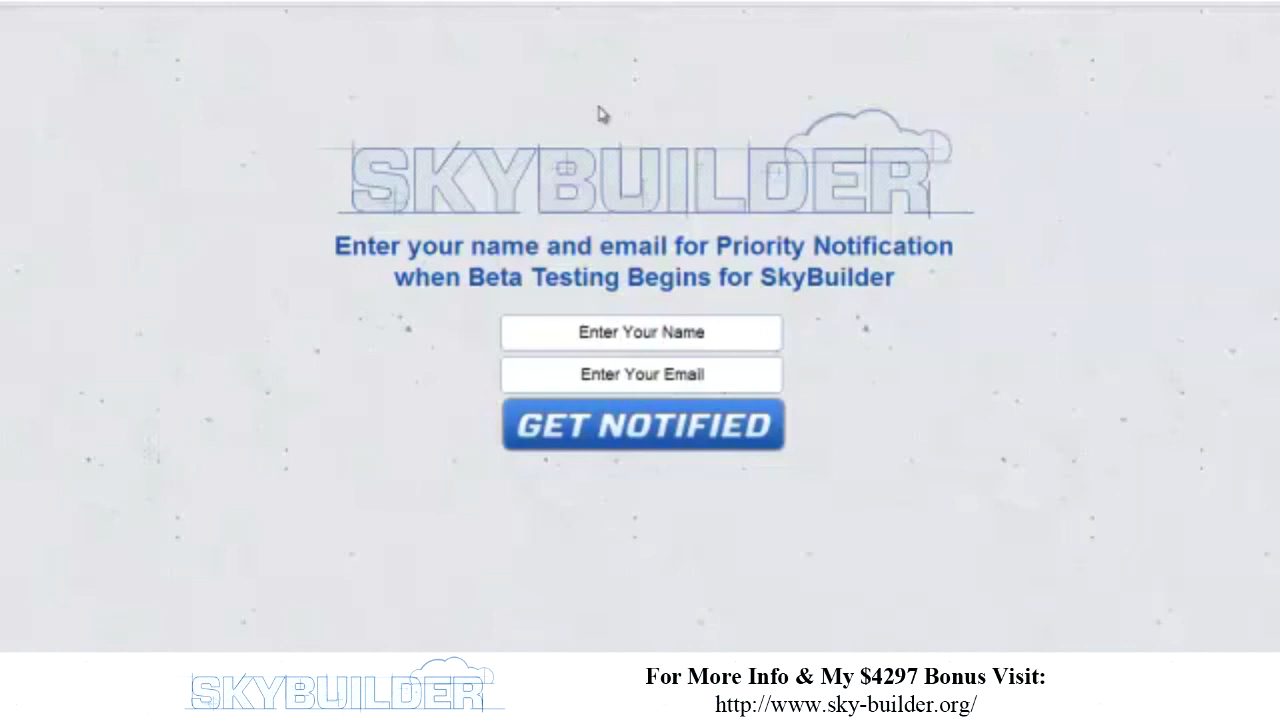 SKYBUILDER
Enter your name and email for Priority Notification
when Beta Testing Begins for SkyBuilder
Enter Your Name
Enter Your Email
GET NOTIFIED
SKYBUILDER
For More Info & My $4297 Bonus Visit:
http://www.sky-builder.org/